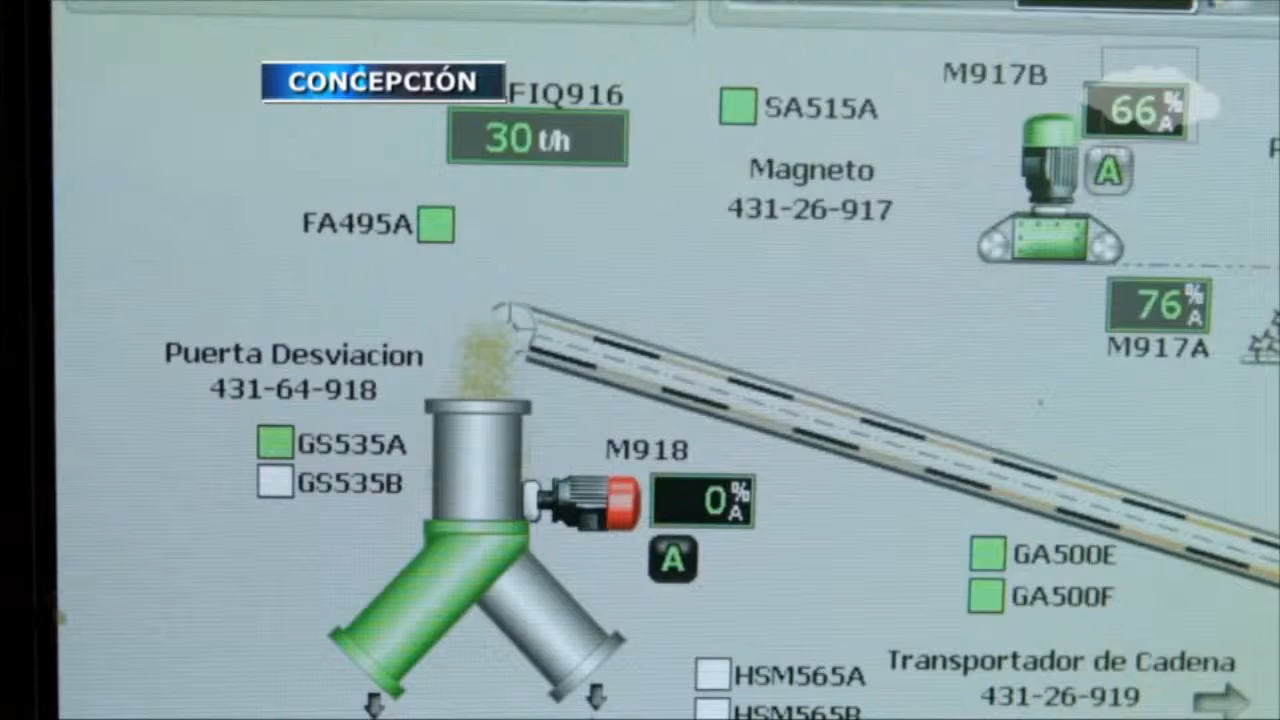 CONCEPCIÓN
FIQ916
30 t/h
SA515A
M917B
66 % A
A
Magneto
431-26-917
FA495A
76 % A
M917A
Puerta Desviacion
431-64-918
GS535A
GS535B
M918
0 % A
A
GA500E
GA500F
Transportador de Cadena
431-26-919
HSM565A
HSM565B